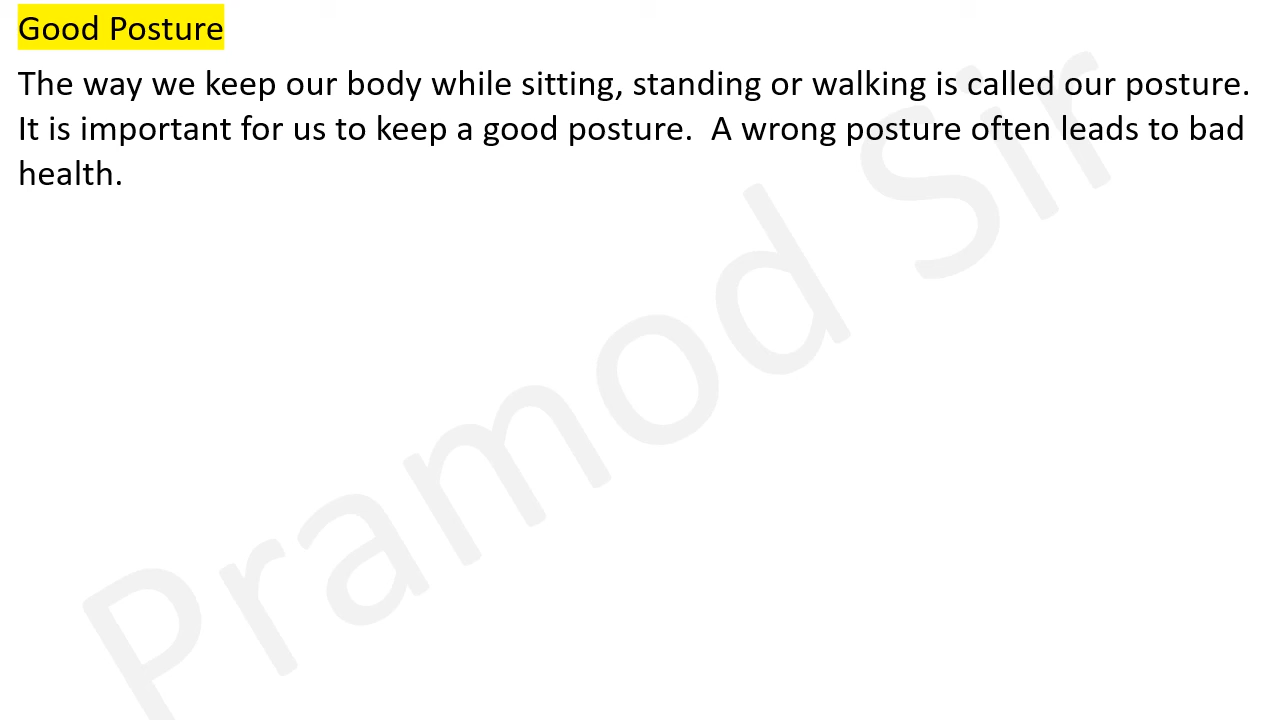 Good Posture
The way we keep our body while sitting, standing or walking is called our posture.
It is important for us to keep a good posture.  A wrong posture often leads to bad
health.
Pramod Sir